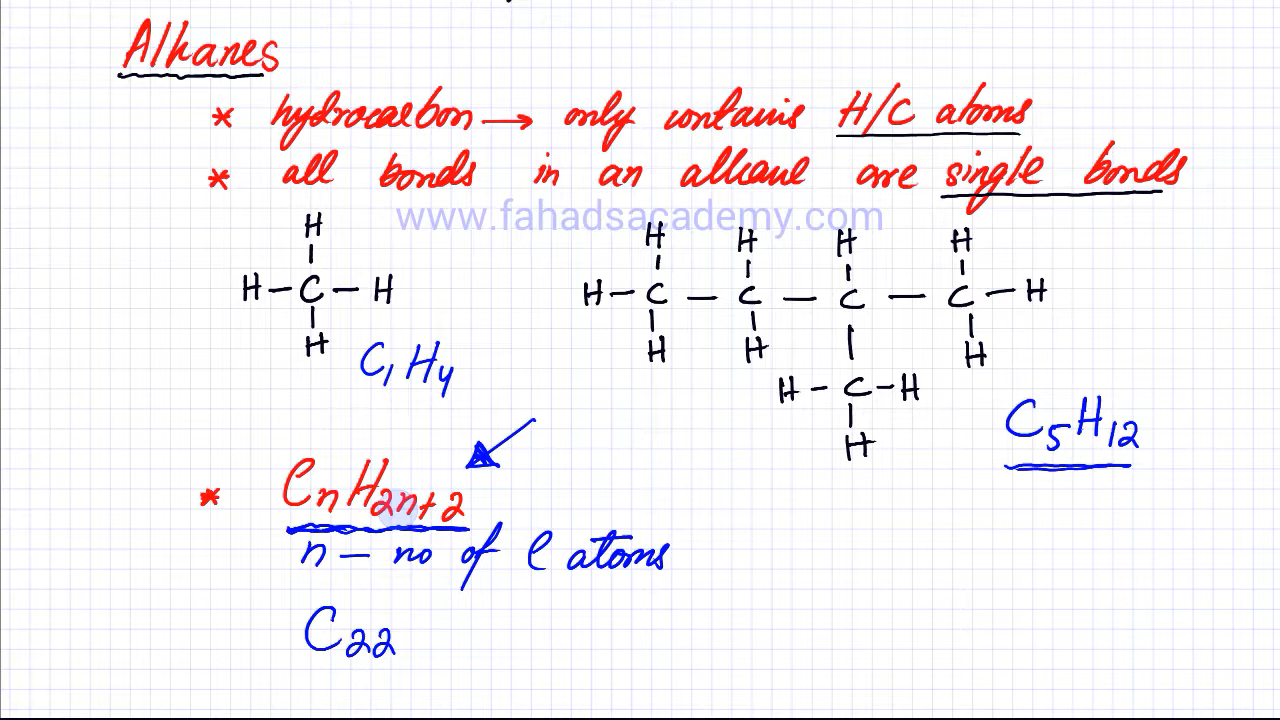 Alkanes
* hydrocarbon → only contains H/C atoms
* all bonds in an alkane are single bonds
www.fahadsacademy.com
H H H H H
H-C-H H-C-C-C-C-H
H H H H
C₁H₄ H-C-H
C₅H₁₂
H
* CnH2n+2
n - no of C atoms
C₂₂